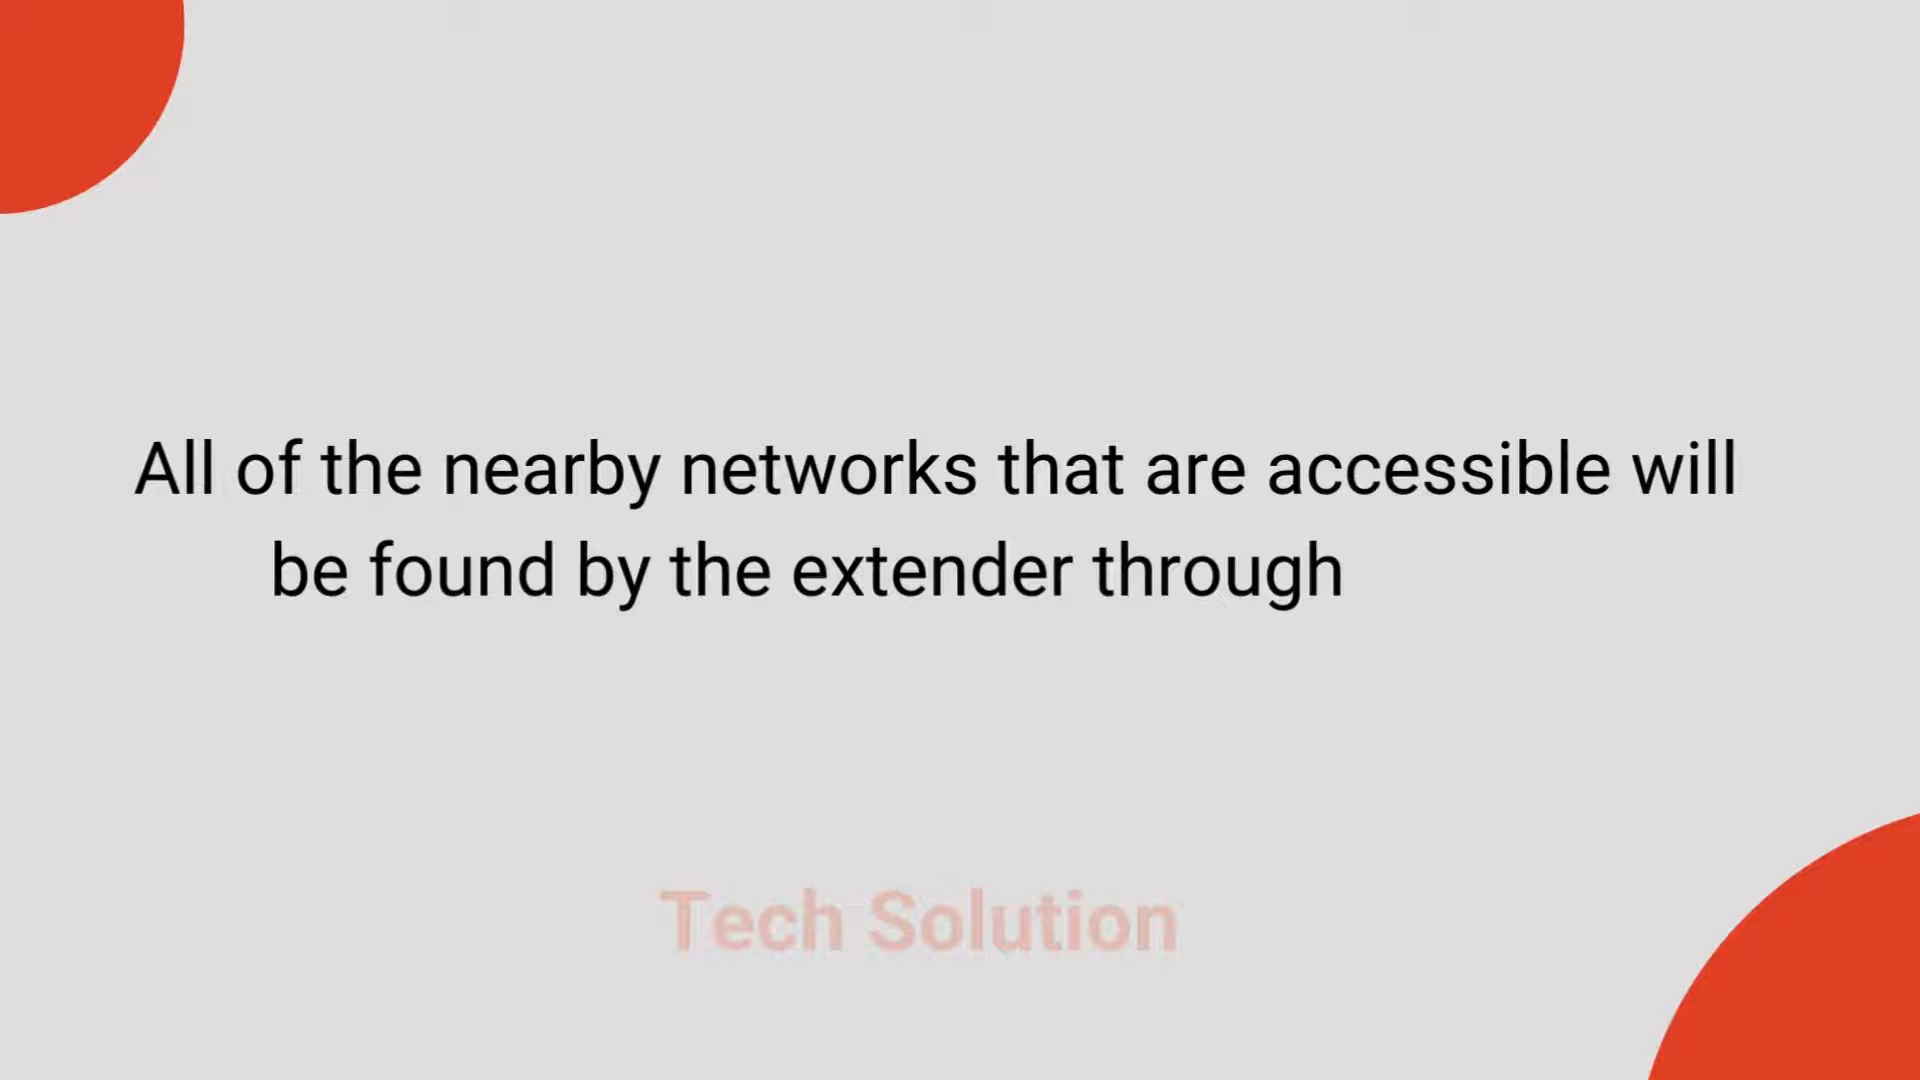 All of the nearby networks that are accessible will
be found by the extender through
Tech Solution